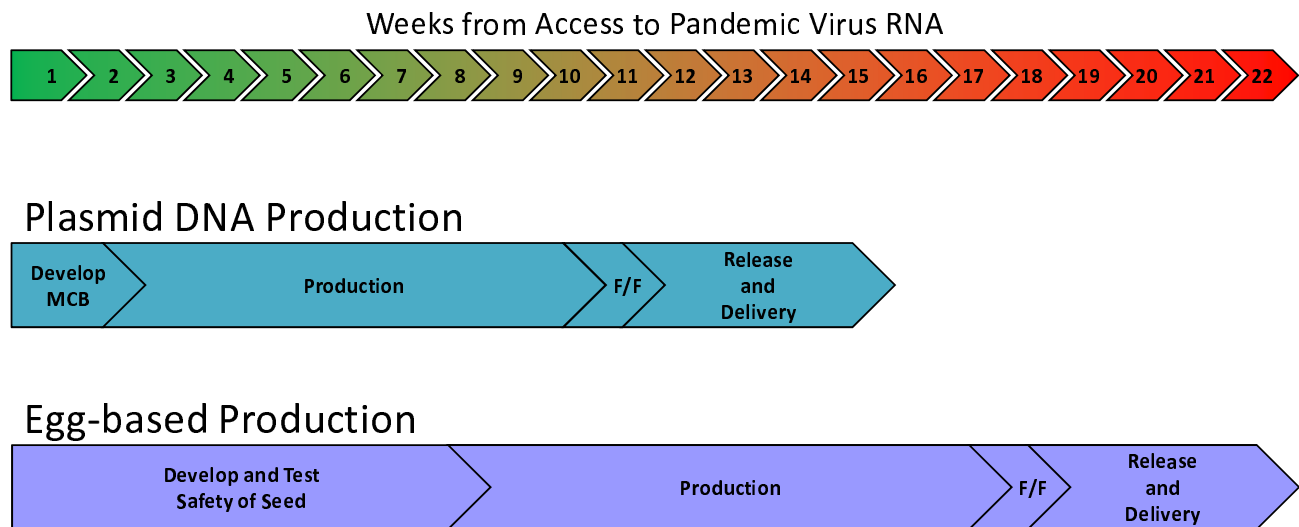 Weeks from Access to Pandemic Virus RNA
1 2 3 4 5 6 7 8 9 10 11 12 13 14 15 16 17 18 19 20 21 22
Plasmid DNA Production
Develop
MCB
Production
F/F
Release
and
Delivery
Egg-based Production
Develop and Test
Safety of Seed
Production
F/F
Release
and
Delivery